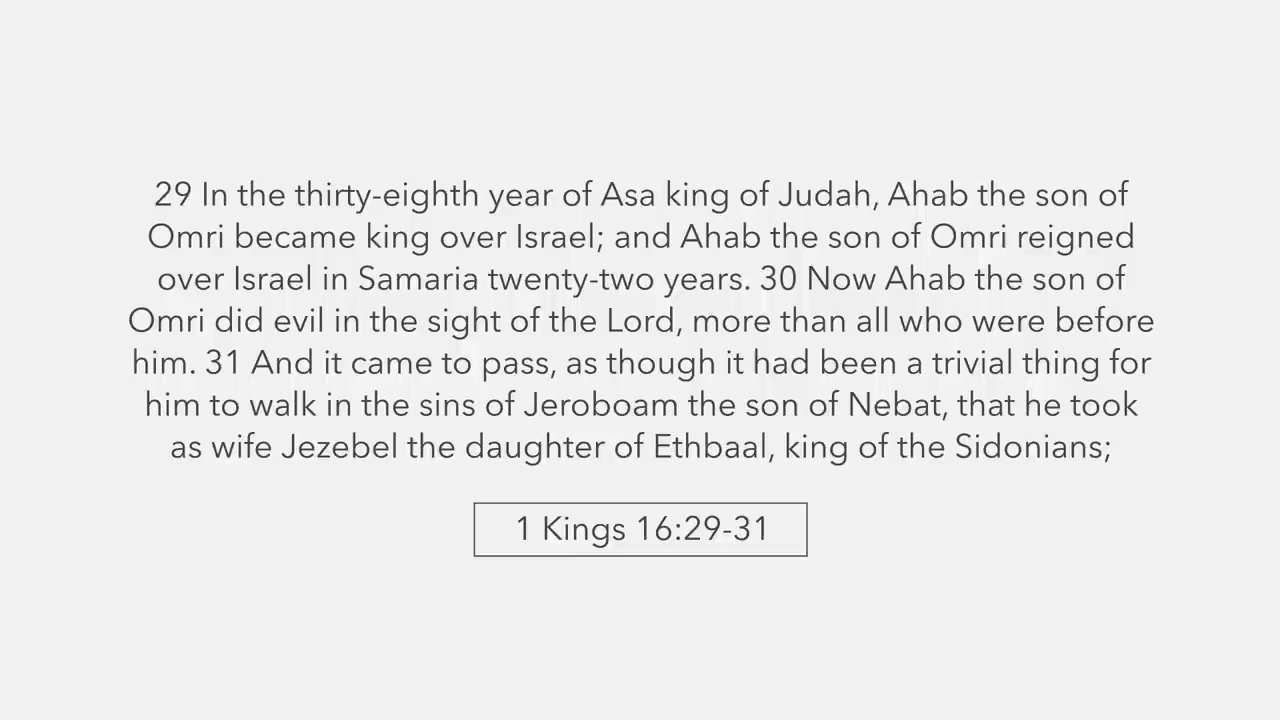 29 In the thirty-eighth year of Asa king of Judah, Ahab the son of
Omri became king over Israel; and Ahab the son of Omri reigned
over Israel in Samaria twenty-two years. 30 Now Ahab the son of
Omri did evil in the sight of the Lord, more than all who were before
him. 31 And it came to pass, as though it had been a trivial thing for
him to walk in the sins of Jeroboam the son of Nebat, that he took
as wife Jezebel the daughter of Ethbaal, king of the Sidonians;
1 Kings 16:29-31